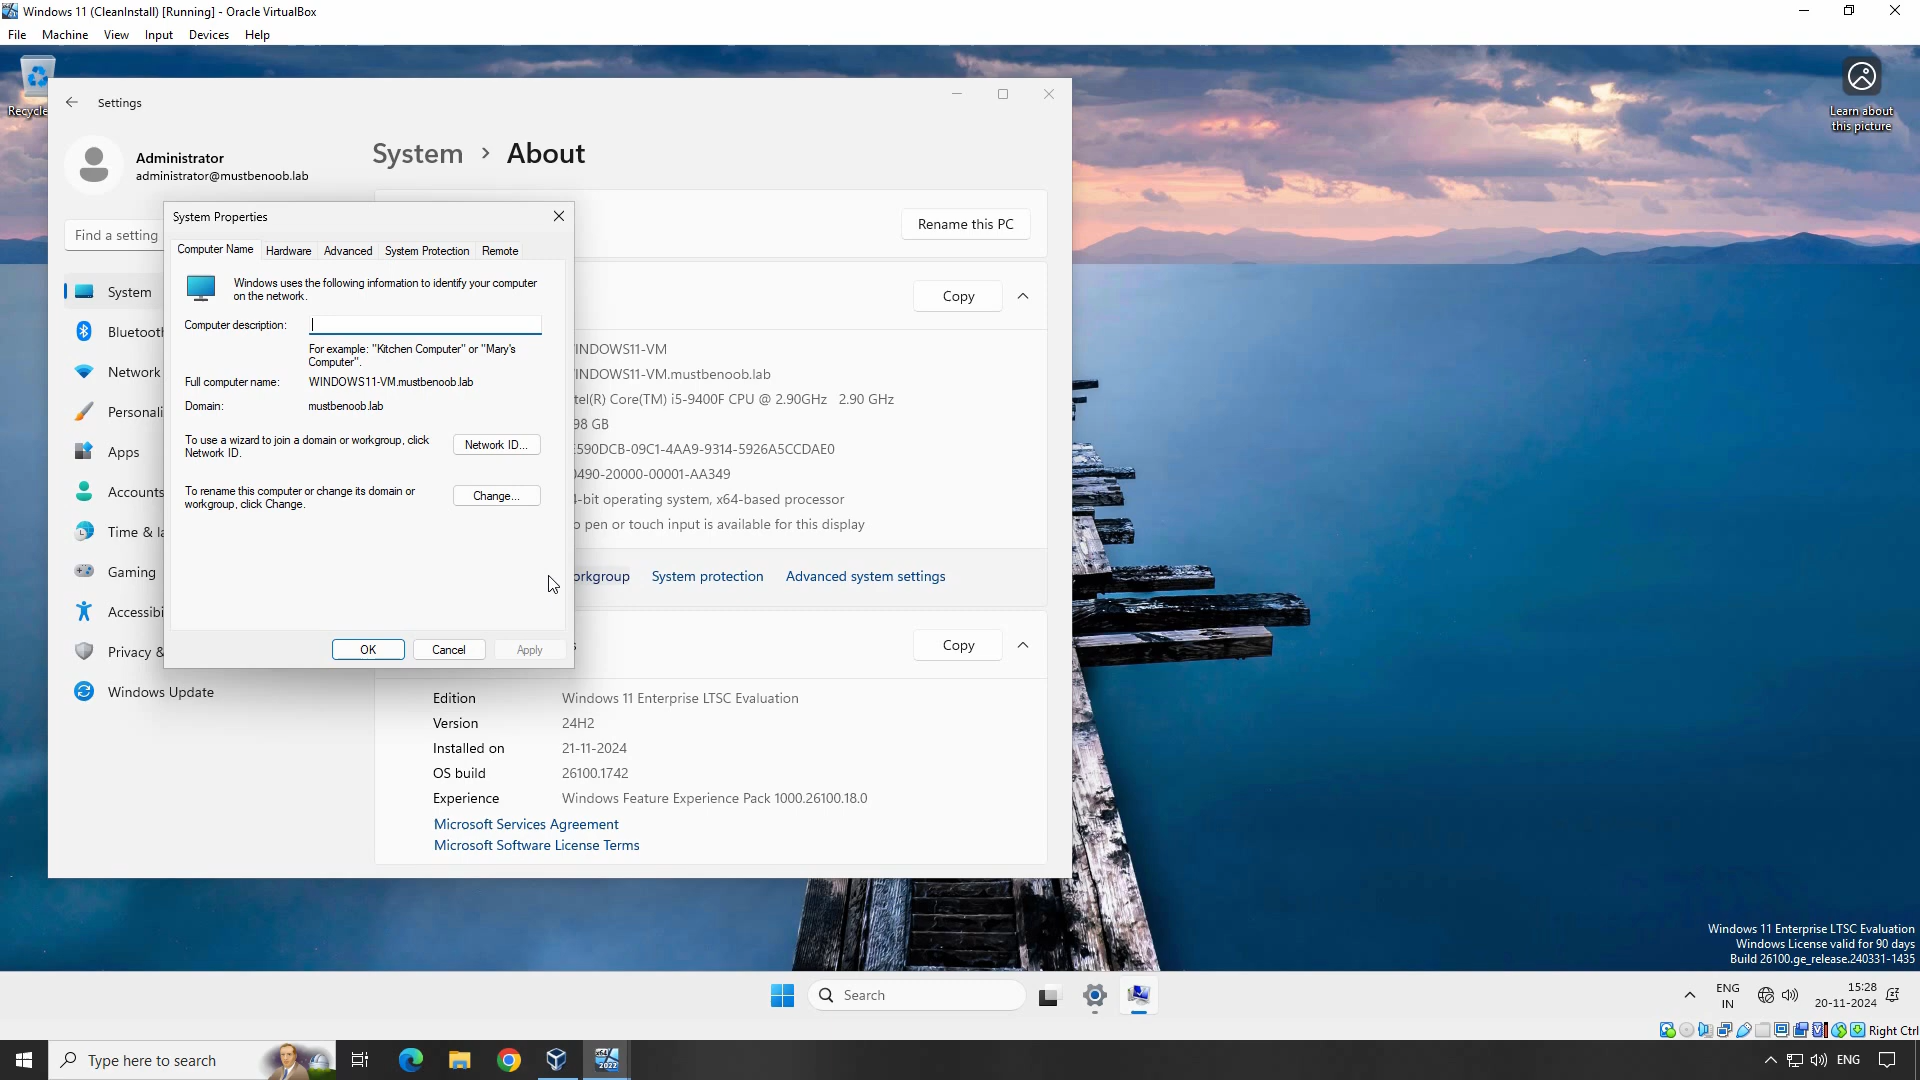 Windows 11 (CleanInstall) [Running] - Oracle VirtualBox
File Machine View Input Devices Help
Recycle
Learn about
this picture
Settings
Administrator
administrator@mustbenoob.lab
Find a setting
System
Bluetooth
Network
Personali
Apps
Accounts
Time & la
Gaming
Accessibi
Privacy &
Windows Update
System > About
Rename this PC
Copy
INDOWS11-VM
INDOWS11-VM.mustbenoob.lab
tel(R) Core(TM) i5-9400F CPU @ 2.90GHz 2.90 GHz
98 GB
590DCB-09C1-4AA9-9314-5926A5CCDAE0
0490-20000-00001-AA349
-bit operating system, x64-based processor
o pen or touch input is available for this display
orkgroup System protection Advanced system settings
s
Copy
Edition Windows 11 Enterprise LTSC Evaluation
Version 24H2
Installed on 21-11-2024
OS build 26100.1742
Experience Windows Feature Experience Pack 1000.26100.18.0
Microsoft Services Agreement
Microsoft Software License Terms
System Properties
Computer Name Hardware Advanced System Protection Remote
Windows uses the following information to identify your computer
on the network.
Computer description:
For example: "Kitchen Computer" or "Mary's
Computer".
Full computer name: WINDOWS11-VM.mustbenoob.lab
Domain: mustbenoob.lab
To use a wizard to join a domain or workgroup, click
Network ID.
Network ID...
To rename this computer or change its domain or
workgroup, click Change.
Change...
OK Cancel Apply
Windows 11 Enterprise LTSC Evaluation
Windows License valid for 90 days
Build 26100.ge_release.240331-1435
Search
ENG
IN
15:28
20-11-2024
Right Ctrl
Type here to search
x64
2022
ENG